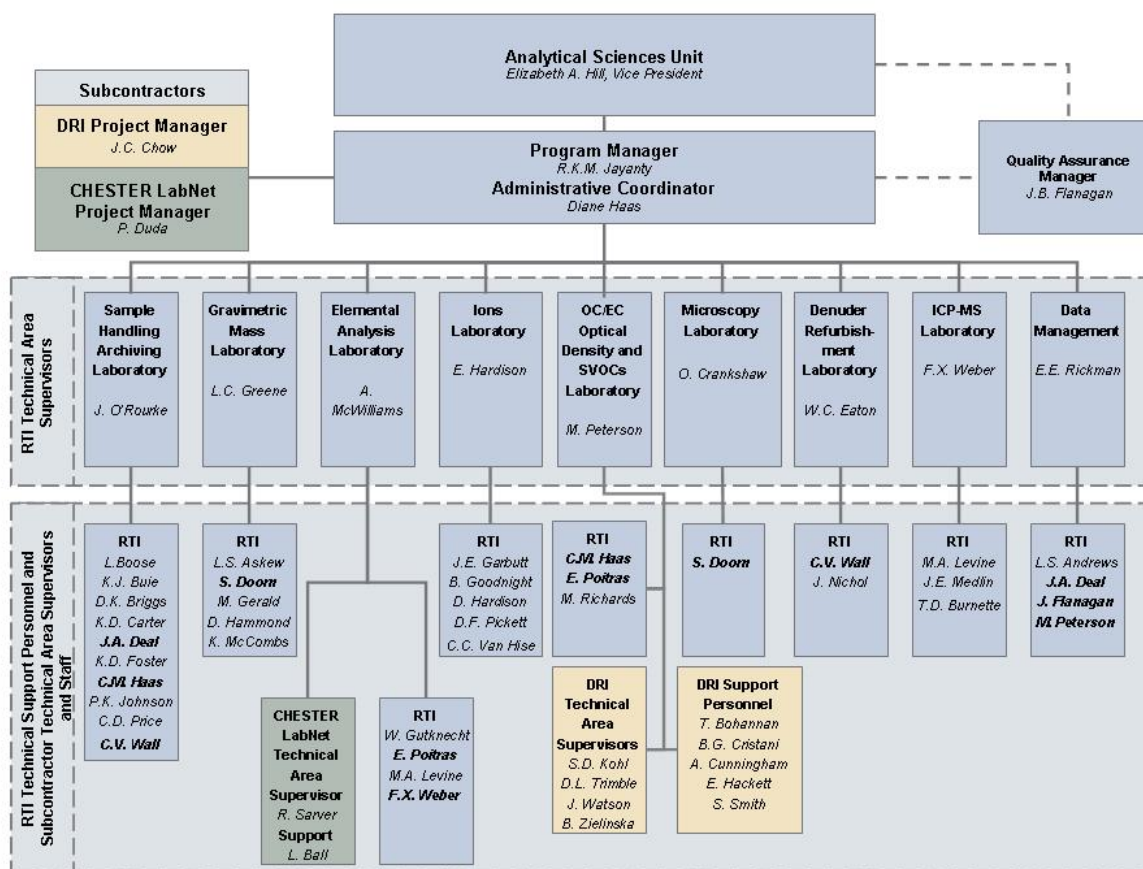 Analytical Sciences Unit
Elizabeth A. Hill, Vice President
Subcontractors
DRI Project Manager
J.C. Chow
CHESTER LabNet
Project Manager
P. Duda
Program Manager
R.K.M. Jayanty
Administrative Coordinator
Diane Haas
Quality Assurance
Manager
J.B. Flanagan
RTI Technical Area
Supervisors
Sample
Handling
Archiving
Laboratory
J. O'Rourke
Gravimetric
Mass
Laboratory
L.C. Greene
Elemental
Analysis
Laboratory
A.
McWilliams
Ions
Laboratory
E. Hardison
OC/EC
Optical
Density and
SVOCs
Laboratory
M. Peterson
Microscopy
Laboratory
O. Crankshaw
Denuder
Refurbish-
ment
Laboratory
W.C. Eaton
ICP-MS
Laboratory
F.X. Weber
Data
Management
E.E. Rickman
RTI Technical Support Personnel and
Subcontractor Technical Area Supervisors
and Staff
RTI
L.Boose
K.J. Buie
D.K. Briggs
K.D. Carter
J.A. Deal
K.D. Foster
C.M. Haas
P.K. Johnson
C.D. Price
C.V. Wall
RTI
L.S. Askew
S. Doorn
M. Gerald
D. Hammond
K. McCombs
CHESTER
LabNet
Technical
Area
Supervisor
R. Sarver
Support
L. Ball
RTI
W. Gutknecht
E. Poitras
M.A. Levine
F.X. Weber
RTI
J.E. Garbutt
B. Goodnight
D. Hardison
D.F. Pickett
C.C. Van Hise
RTI
C.M. Haas
E. Poitras
M. Richards
DRI
Technical
Area
Supervisors
S.D. Kohl
D.L. Trimble
J. Watson
B. Zielinska
DRI Support
Personnel
T. Bohannan
B.G. Cristani
A. Cunningham
E. Hackett
S. Smith
RTI
S. Doorn
RTI
C.V. Wall
J. Nichol
RTI
M.A. Levine
J.E. Medlin
T.D. Burnette
RTI
L.S. Andrews
J.A. Deal
J. Flanagan
M. Peterson